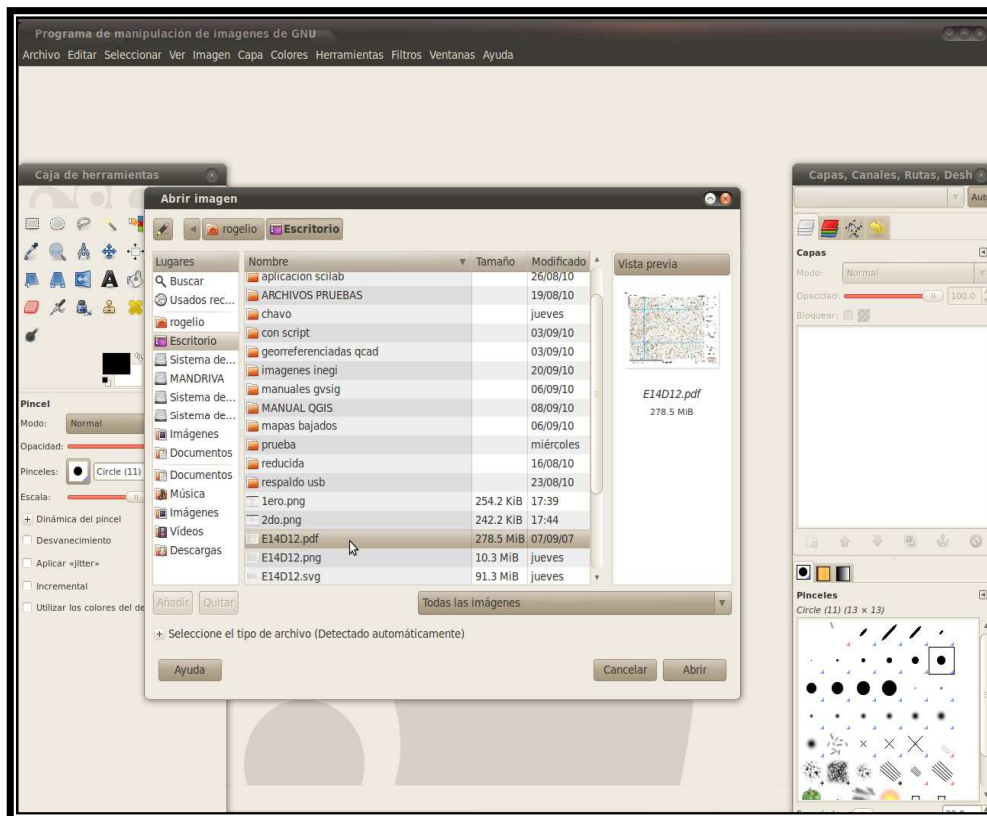 Programa de manipulación de imágenes de GNU
Archivo Editar Seleccionar Ver Imagen Capa Colores Herramientas Filtros Ventanas Ayuda
Caja de herramientas
Pincel
Modo: Normal
Opacidad:
Pinceles: Circle (11)
Escala:
Dinámica del pincel
Desvanecimiento
Aplicar «jitter»
Incremental
Utilizar los colores del de
Abrir imagen
rogelio Escritorio
Lugares
Buscar
Usados rec...
rogelio
Escritorio
Sistema de...
MANDRIVA
Sistema de...
Sistema de...
Imágenes
Documentos
Documentos
Música
Imágenes
Vídeos
Descargas
Nombre Tamaño Modificado
aplicacion scilab 26/08/10
ARCHIVOS PRUEBAS 19/08/10
chavo jueves
con script 03/09/10
georreferenciadas qcad 03/09/10
imagenes inegi 20/09/10
manuales gvsig 06/09/10
MANUAL QGIS 08/09/10
mapas bajados 06/09/10
prueba miércoles
reducida 16/08/10
respaldo usb 23/08/10
1ero.png 254.2 KiB 17:39
2do.png 242.2 KiB 17:44
E14D12.pdf 278.5 MiB 07/09/07
E14D12.png 10.3 MiB jueves
E14D12.svg 91.3 MiB jueves
Vista previa
E14D12.pdf
278.5 MiB
Añadir Quitar Todas las imágenes
+ Seleccione el tipo de archivo (Detectado automáticamente)
Ayuda Cancelar Abrir
Capas, Canales, Rutas, Desh
Aut
Capas
Modo: Normal
Opacidad: 100.0
Bloquear:
Pinceles
Circle (11) (13 × 13)